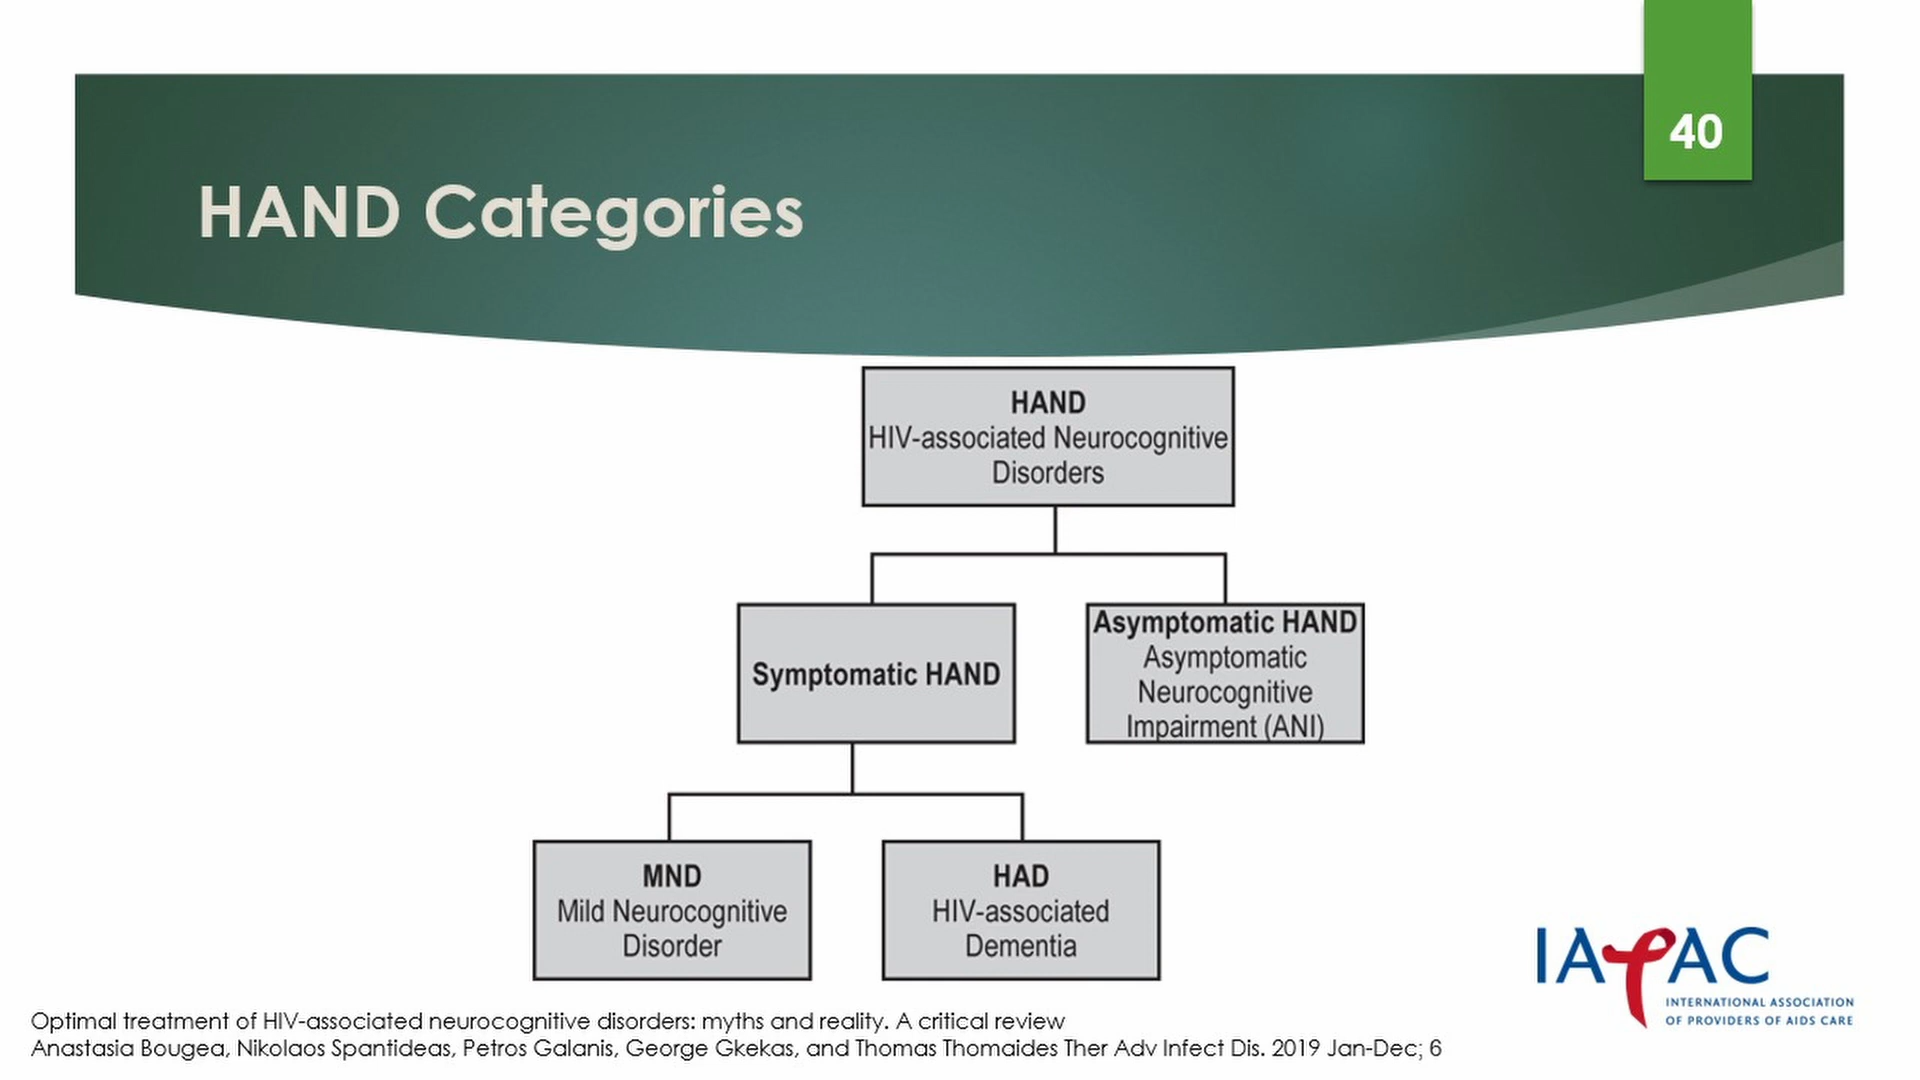 40
HAND Categories
HAND
HIV-associated Neurocognitive
Disorders
Symptomatic HAND
Asymptomatic HAND
Asymptomatic
Neurocognitive
Impairment (ANI)
MND
Mild Neurocognitive
Disorder
HAD
HIV-associated
Dementia
IAPAC
INTERNATIONAL ASSOCIATION
OF PROVIDERS OF AIDS CARE
Optimal treatment of HIV-associated neurocognitive disorders: myths and reality. A critical review
Anastasia Bougea, Nikolaos Spantideas, Petros Galanis, George Gkekas, and Thomas Thomaides Ther Adv Infect Dis. 2019 Jan-Dec; 6